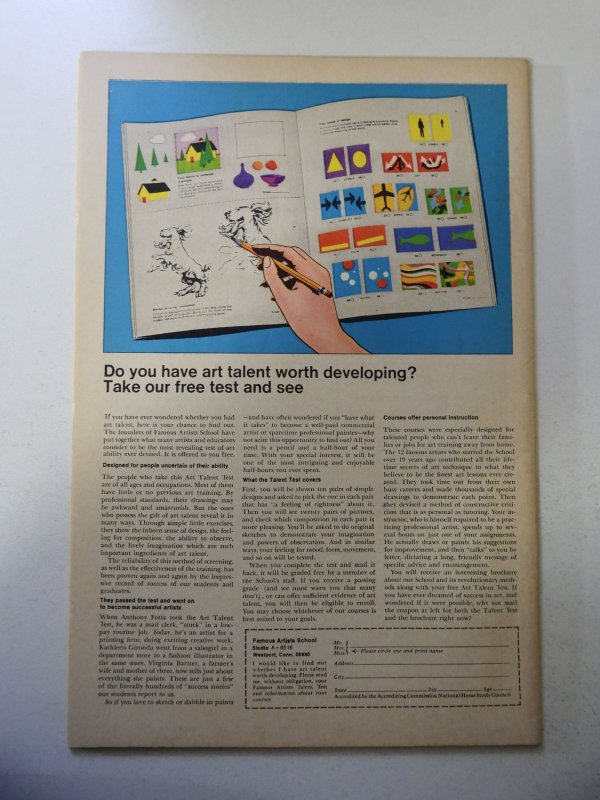 Do you have art talent worth developing?
Take our free test and see
If you have ever wondered whether you had
art talent, here is your chance to find out.
The founders of Famous Artists School have
put together what many artists and educators
consider to be the most revealing test of art
ability ever devised. It is offered to you free.
Designed for people uncertain of their ability
The people who take this Art Talent Test
are of all ages and occupations. Most of them
have little or no previous art training. By
professional standards, their drawings may
be awkward and amateurish. But the ones
who possess the gift of art talent reveal it in
many ways. Through simple little exercises,
they show the inborn sense of design, the feel-
ing for composition, the ability to observe,
and the lively imagination which are such
important ingredients of art talent.
The reliability of this method of screening,
as well as the effectiveness of the training, has
been proven again and again by the impres-
sive record of success of our students and
graduates.
They passed the test and went on
to become successful artists
When Anthony Fotia took the Art Talent
Test, he was a mail clerk, "stuck" in a low-
pay routine job. Today, he's an artist for a
printing firm, doing exciting creative work.
Kathleen Gironda went from a salesgirl in a
department store to a fashion illustrator in
the same store. Virginia Bartter, a farmer's
wife and mother of three, now sells just about
everything she paints. These are just a few
of the literally hundreds of "success stories"
our students report to us.
So if you love to sketch or dabble in paints
—and have often wondered if you "have what
it takes" to become a well-paid commercial
artist or sparetime professional painter—why
not seize this opportunity to find out? All you
need is a pencil and a half-hour of your
time. With your special interest, it will be
one of the most intriguing and enjoyable
half-hours you ever spent.
What the Talent Test covers
First, you will be shown ten pairs of simple
designs and asked to pick the one in each pair
that has "a feeling of rightness" about it.
Then you will see twenty pairs of pictures,
and check which composition in each pair is
more pleasing. You'll be asked to do original
sketches to demonstrate your imagination
and powers of observation. And in similar
ways, your feeling for mood, form, movement,
and so on will be tested.
When you complete the test and mail it
back, it will be graded free by a member of
the School's staff. If you receive a passing
grade (and we must warn you that many
don't), or can offer sufficient evidence of art
talent, you will then be eligible to enroll.
You may choose whichever of our courses is
best suited to your goals.
Courses offer personal instruction
These courses were especially designed for
talented people who can't leave their fami-
lies or jobs for art training away from home.
The 12 famous artists who started the School
over 19 years ago contributed all their life-
time secrets of art technique to what they
believe to be the finest art lessons ever cre-
ated. They took time out from their own
busy careers and made thousands of special
drawings to demonstrate each point. Then
they devised a method of constructive criti-
cism that is as personal as tutoring. Your in-
structor, who is himself required to be a prac-
ticing professional artist, spends up to sev-
eral hours on just one of your assignments.
He actually draws or paints his suggestions
for improvement, and then "talks" to you by
letter, dictating a long, friendly message of
specific advice and encouragement.
You will receive an interesting brochure
about our School and its revolutionary meth-
ods along with your free Art Talent Test. If
you have ever dreamed of success in art, and
wondered if it were possible, why not mail
the coupon at left for both the Talent Test
and the brochure right now?
Famous Artists School
Studio A-6516
Westport, Conn. 06880
I would like to find out
whether I have art talent
worth developing. Please send
me, without obligation, your
Famous Artists Talent Test
and information about your
courses.
Mr.
Mrs.
Miss Please circle one and print name
Address
City
State Zip Age
Accredited by the Accrediting Commission National Home Study Council